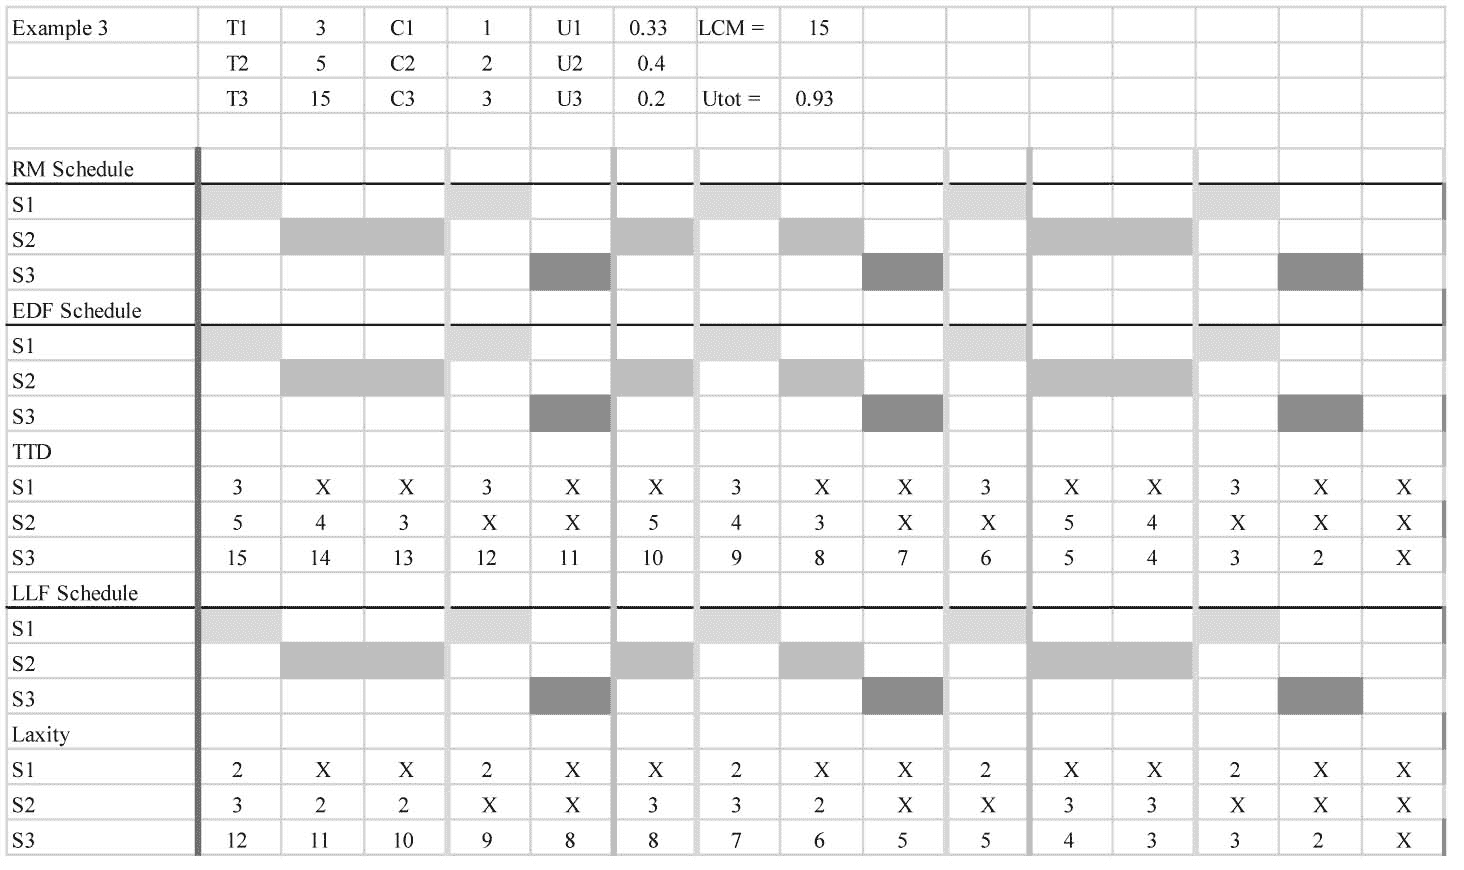 Example 3 T1 3 C1 1 U1 0.33 LCM = 15
T2 5 C2 2 U2 0.4
T3 15 C3 3 U3 0.2 Utot = 0.93
RM Schedule
S1
S2
S3
EDF Schedule
S1
S2
S3
TTD
S1 3 X X 3 X X 3 X X 3 X X 3 X X
S2 5 4 3 X X 5 4 3 X X 5 4 X X X
S3 15 14 13 12 11 10 9 8 7 6 5 4 3 2 X
LLF Schedule
S1
S2
S3
Laxity
S1 2 X X 2 X X 2 X X 2 X X 2 X X
S2 3 2 2 X X 3 3 2 X X 3 3 X X X
S3 12 11 10 9 8 8 7 6 5 5 4 3 3 2 X